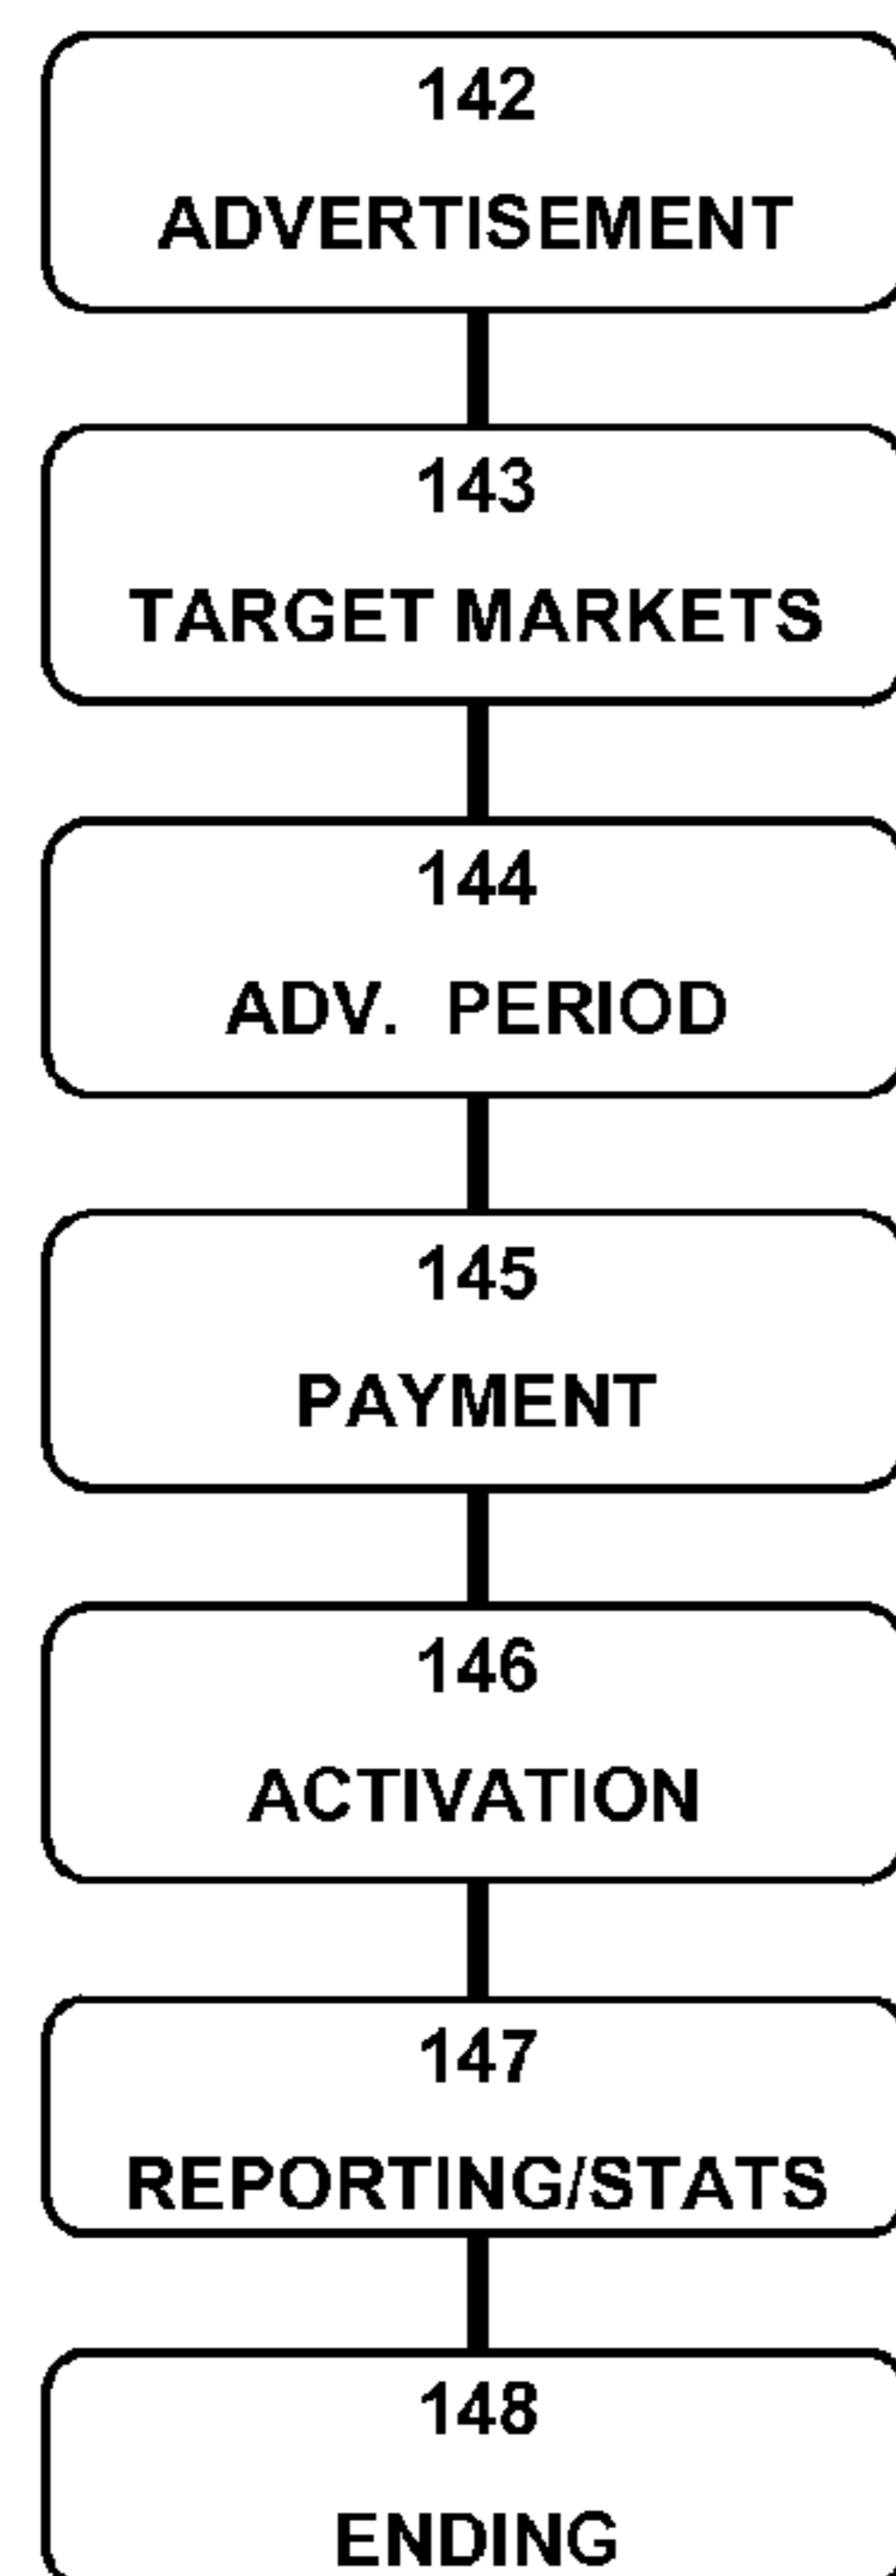 142
ADVERTISEMENT
143
TARGET MARKETS
144
ADV. PERIOD
145
PAYMENT
146
ACTIVATION
147
REPORTING/STATS
148
ENDING